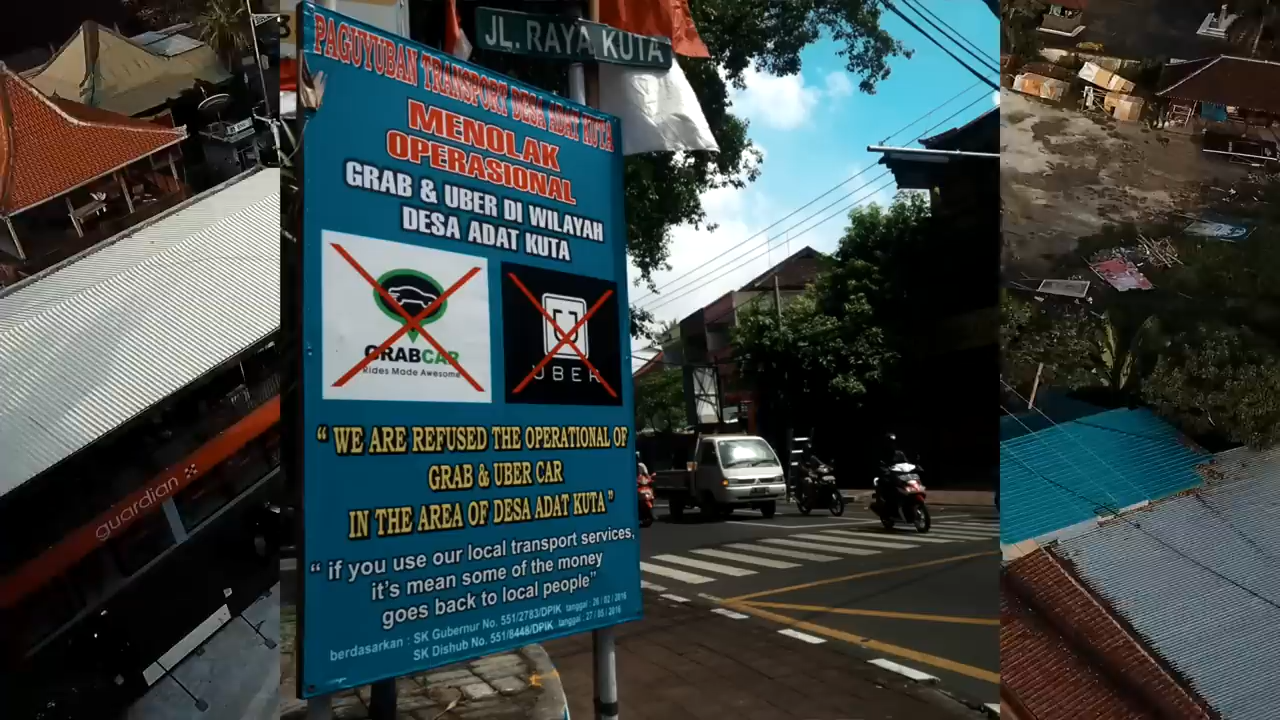 JL. RAYA KUTA
PAGUYUBAN TRANSPORT DESA ADAT KUTA
MENOLAK
OPERASIONAL
GRAB & UBER DI WILAYAH
DESA ADAT KUTA
GRABCAR
Rides Made Awesome
UBER
“ WE ARE REFUSED THE OPERATIONAL OF
GRAB & UBER CAR
IN THE AREA OF DESA ADAT KUTA ”
“ if you use our local transport services,
it's mean some of the money
goes back to local people”
berdasarkan : SK Gubernur No. 551/2783/DPIK tanggal : 26 / 02 / 2016
SK Dishub No. 551/8448/DPIK tanggal : 27 / 05 / 2016
guardian